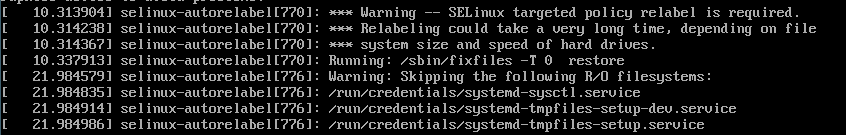 [   10.313904] selinux-autorelabel[770]: *** Warning -- SELinux targeted policy relabel is required.
[   10.314238] selinux-autorelabel[770]: *** Relabeling could take a very long time, depending on file
[   10.314367] selinux-autorelabel[770]: *** system size and speed of hard drives.
[   10.337913] selinux-autorelabel[770]: Running: /sbin/fixfiles -T 0  restore
[   21.984579] selinux-autorelabel[776]: Warning: Skipping the following R/O filesystems:
[   21.984835] selinux-autorelabel[776]: /run/credentials/systemd-sysctl.service
[   21.984914] selinux-autorelabel[776]: /run/credentials/systemd-tmpfiles-setup-dev.service
[   21.984986] selinux-autorelabel[776]: /run/credentials/systemd-tmpfiles-setup.service